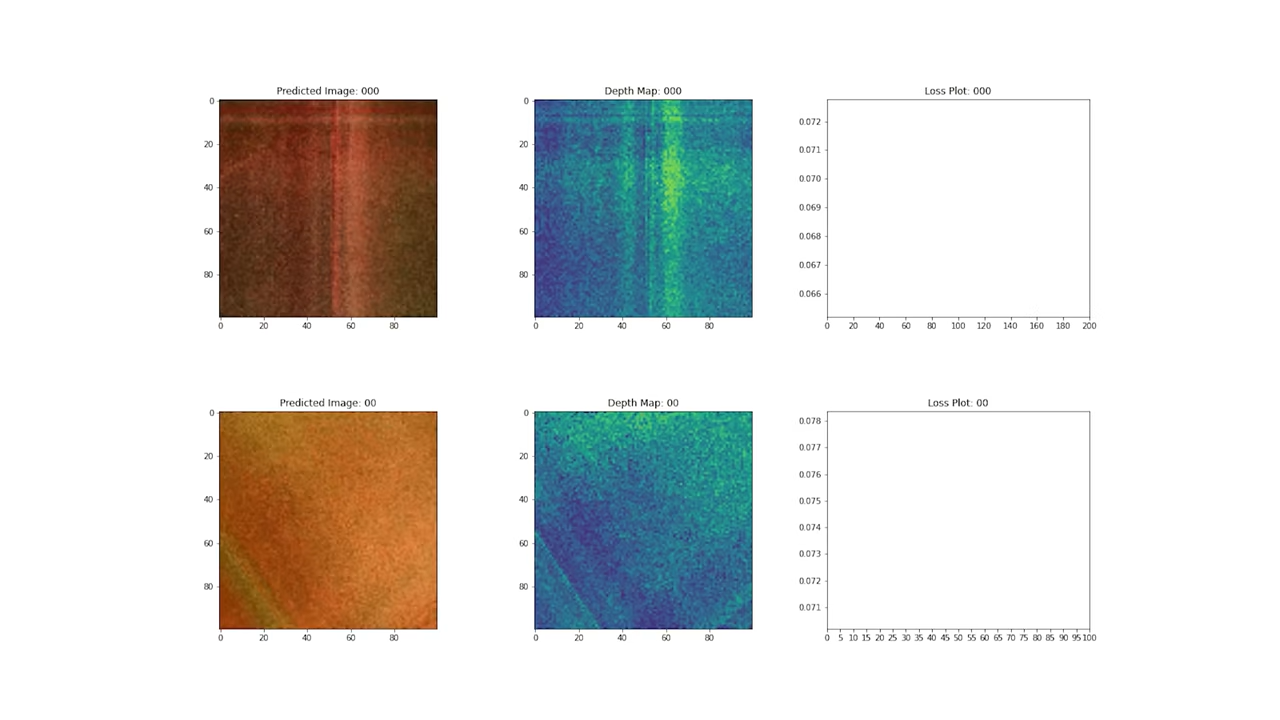 Predicted Image: 000
Depth Map: 000
Loss Plot: 000
0
20
40
60
80
0 20 40 60 80
0
20
40
60
80
0 20 40 60 80
0.072
0.071
0.070
0.069
0.068
0.067
0.066
0 20 40 60 80 100 120 140 160 180 200
Predicted Image: 00
Depth Map: 00
Loss Plot: 00
0
20
40
60
80
0 20 40 60 80
0
20
40
60
80
0 20 40 60 80
0.078
0.077
0.076
0.075
0.074
0.073
0.072
0.071
0 5 10 15 20 25 30 35 40 45 50 55 60 65 70 75 80 85 90 95 100